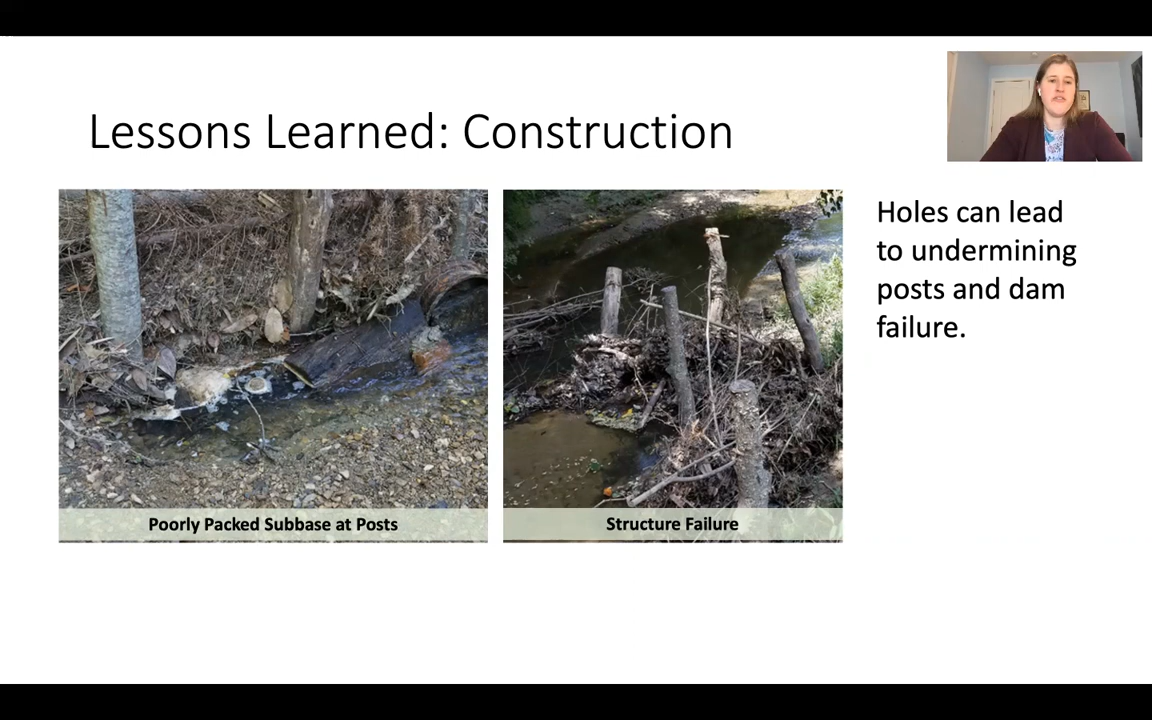 Lessons Learned: Construction
Holes can lead
to undermining
posts and dam
failure.
Poorly Packed Subbase at Posts
Structure Failure